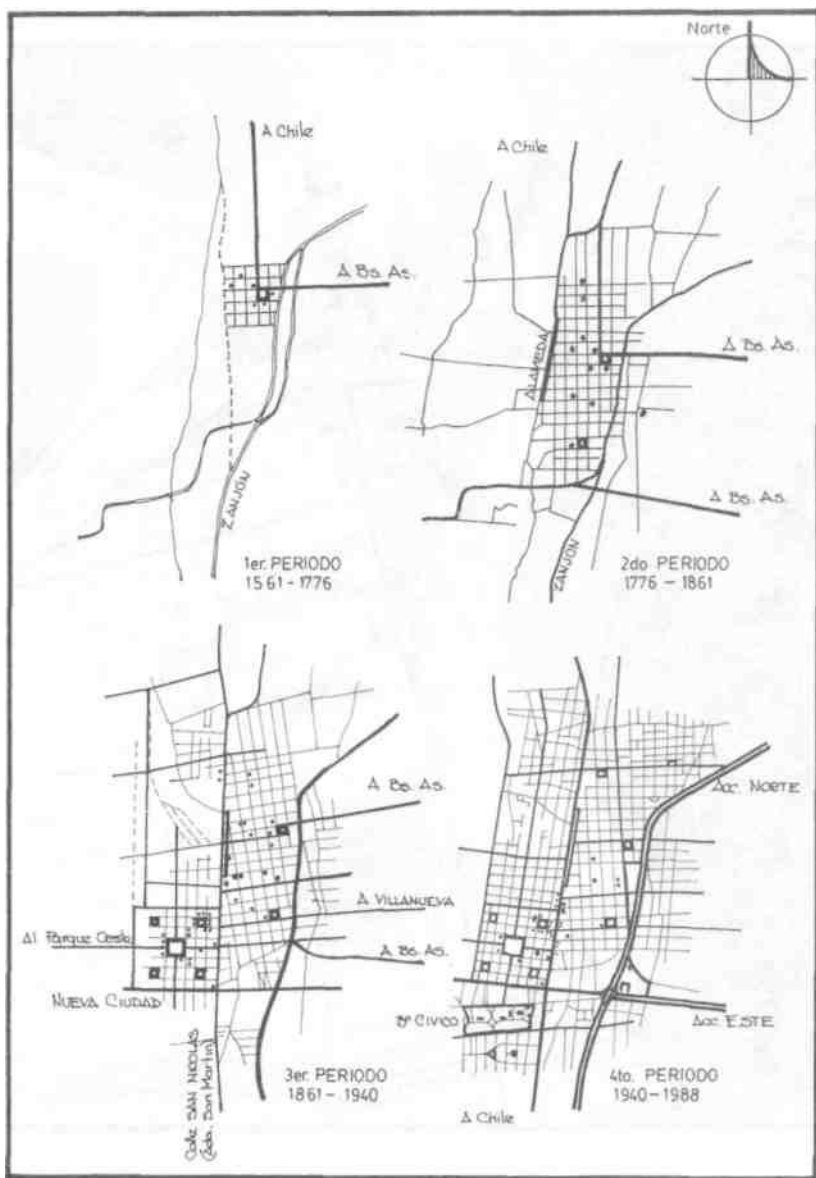 Norte
A Chile
A Bs. As.
ZANJON
1er. PERIODO
1561-1776
A Chile
ALAMEDA
A Bs. As.
A Bs. As.
ZANJON
2do PERIODO
1776 - 1861
A Bs. As.
A VILLANUEVA
Al Parque Oeste
A Bs. As.
NUEVA CIUDAD
Calle SAN NICOLAS
(Avda. San Martin)
3er. PERIODO
1861 - 1940
Acc. NORTE
Bº CIVICO
Acc. ESTE
A Chile
4to. PERIODO
1940-1988